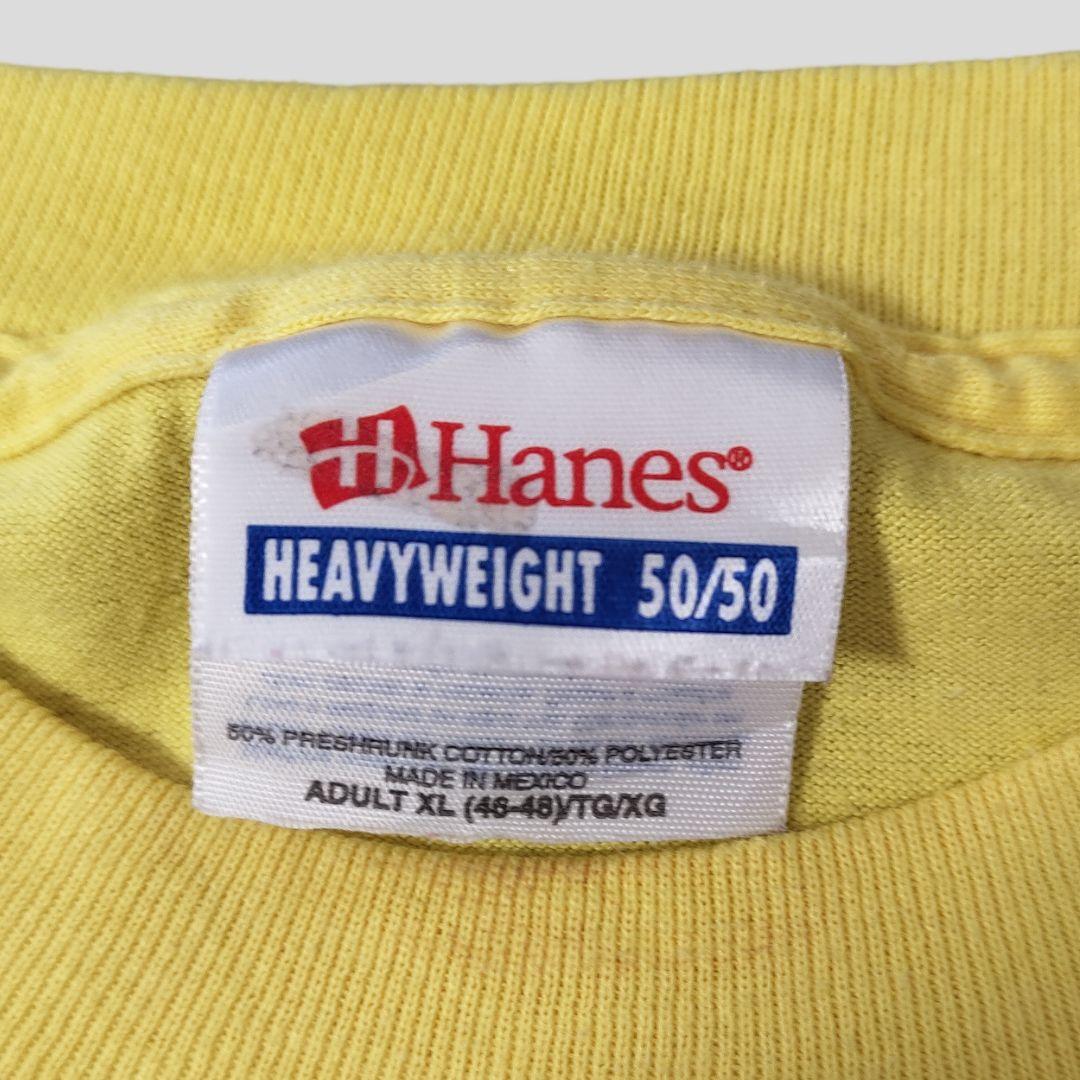 H Hanes®
HEAVYWEIGHT 50/50
50% PRESHRUNK COTTON/50% POLYESTER
MADE IN MEXICO
ADULT XL (46-48)/TG/XG